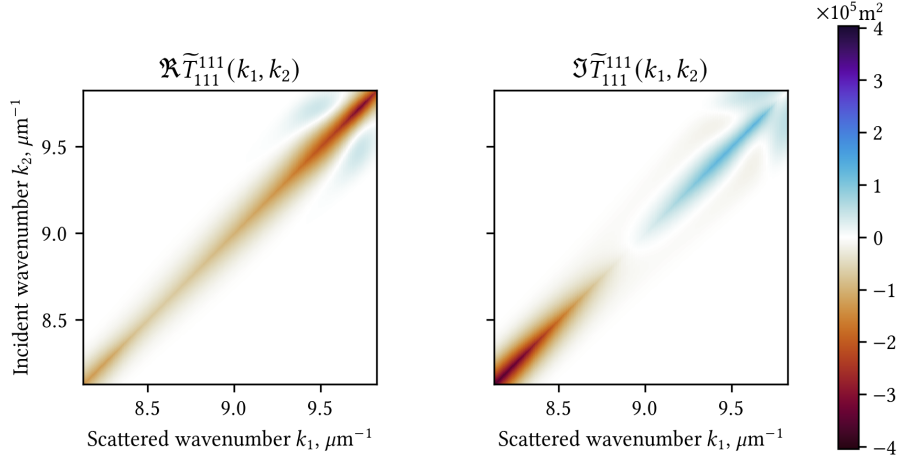 ×10⁵m²
ℜT̃₁₁₁¹¹¹(k₁, k₂)
ℑT̃₁₁₁¹¹¹(k₁, k₂)
Incident wavenumber k₂, μm⁻¹
9.5
9.0
8.5
8.5 9.0 9.5
8.5 9.0 9.5
Scattered wavenumber k₁, μm⁻¹
Scattered wavenumber k₁, μm⁻¹
4
3
2
1
0
−1
−2
−3
−4